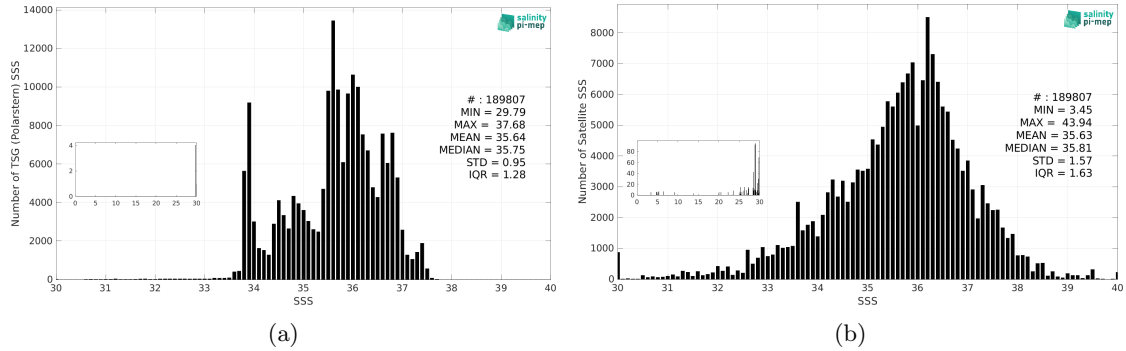 salinity
pi-mep
Number of TSG (Polarstern) SSS
14000
12000
10000
8000
6000
4000
2000
0
# : 189807
MIN = 29.79
MAX = 37.68
MEAN = 35.64
MEDIAN = 35.75
STD = 0.95
IQR = 1.28
4
2
0
0 5 10 15 20 25 30
30 31 32 33 34 35 36 37 38 39 40
SSS
(a)
salinity
pi-mep
Number of Satellite SSS
8000
7000
6000
5000
4000
3000
2000
1000
0
# : 189807
MIN = 3.45
MAX = 43.94
MEAN = 35.63
MEDIAN = 35.81
STD = 1.57
IQR = 1.63
80
60
40
20
0
0 5 10 15 20 25 30
30 31 32 33 34 35 36 37 38 39 40
SSS
(b)